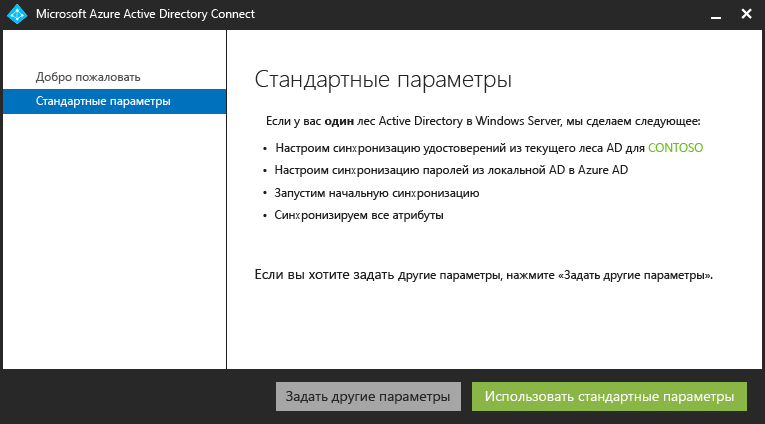 Microsoft Azure Active Directory Connect
Добро пожаловать
Стандартные параметры
Стандартные параметры
Если у вас один лес Active Directory в Windows Server, мы сделаем следующее:
• Настроим синхронизацию удостоверений из текущего леса AD для CONTOSO
• Настроим синхронизацию паролей из локальной AD в Azure AD
• Запустим начальную синхронизацию
• Синхронизируем все атрибуты
Если вы хотите задать другие параметры, нажмите «Задать другие параметры».
Задать другие параметры
Использовать стандартные параметры